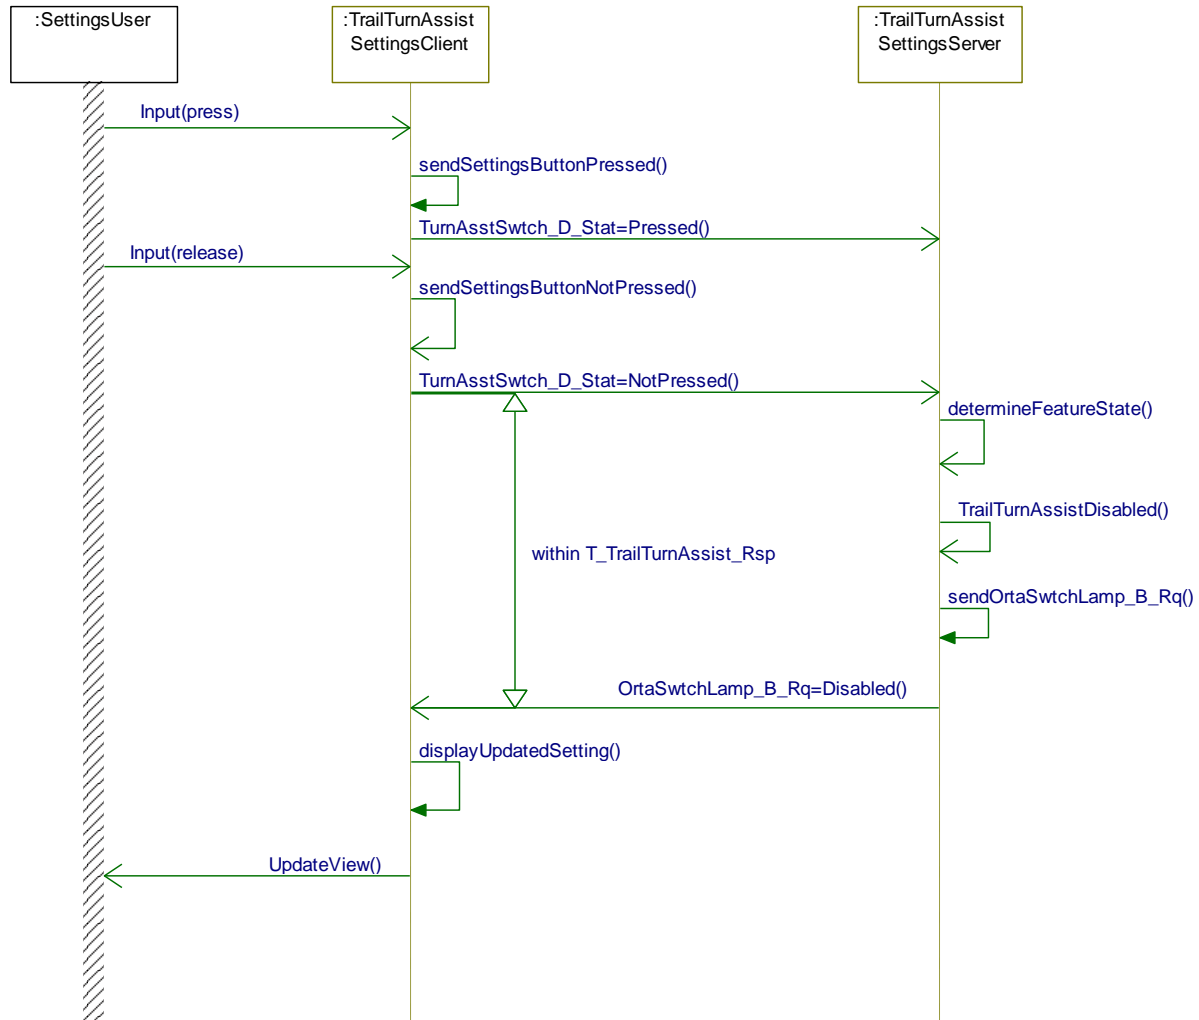 :SettingsUser
:TrailTurnAssist
SettingsClient
:TrailTurnAssist
SettingsServer
Input(press)
sendSettingsButtonPressed()
TurnAsstSwtch_D_Stat=Pressed()
Input(release)
sendSettingsButtonNotPressed()
TurnAsstSwtch_D_Stat=NotPressed()
determineFeatureState()
TrailTurnAssistDisabled()
within T_TrailTurnAssist_Rsp
sendOrtaSwtchLamp_B_Rq()
OrtaSwtchLamp_B_Rq=Disabled()
displayUpdatedSetting()
UpdateView()